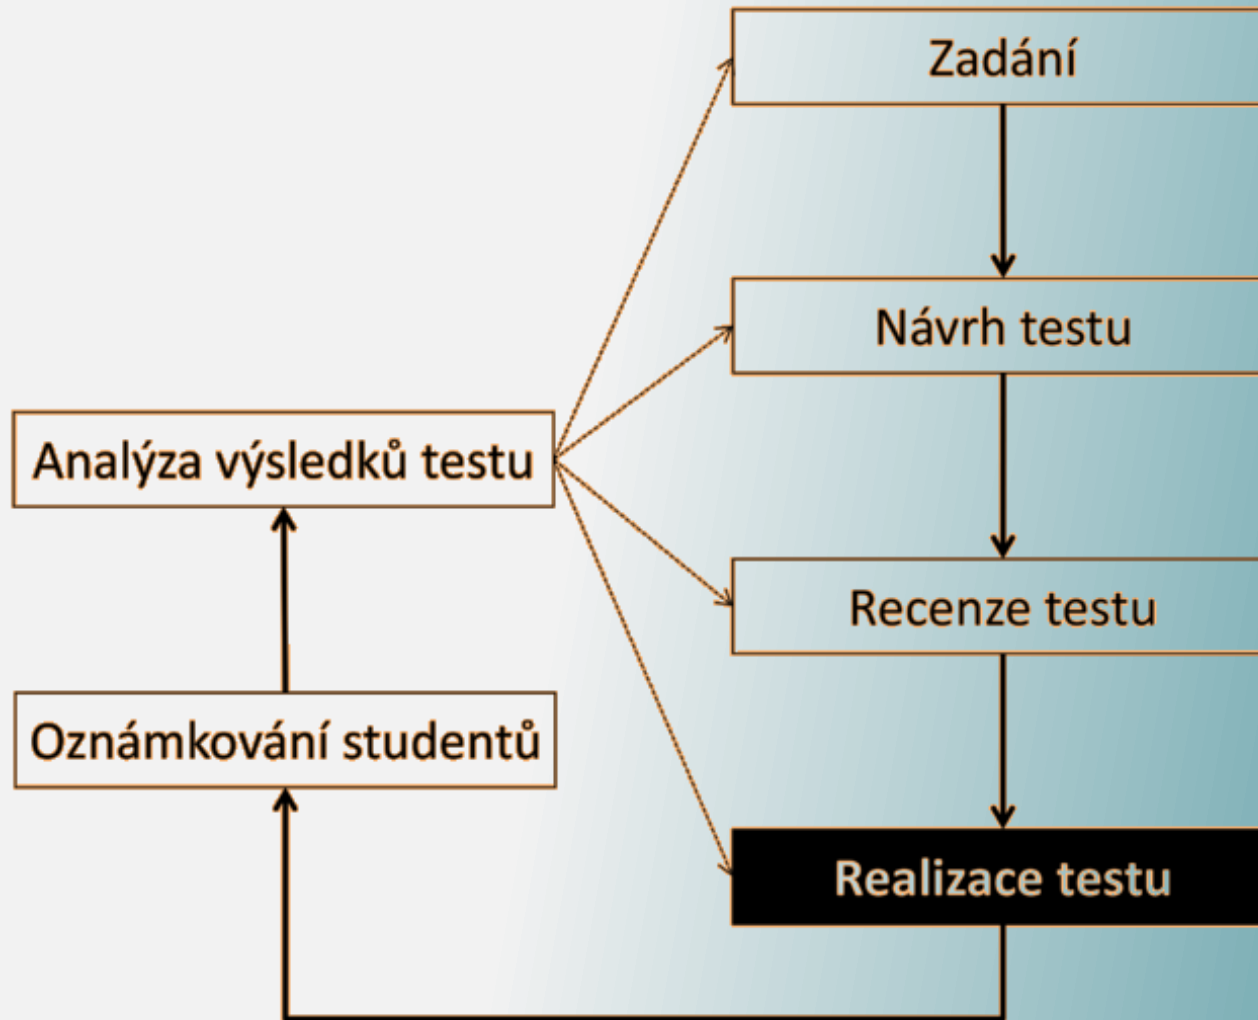 Zadání
Návrh testu
Analýza výsledků testu
Recenze testu
Oznámkování studentů
Realizace testu